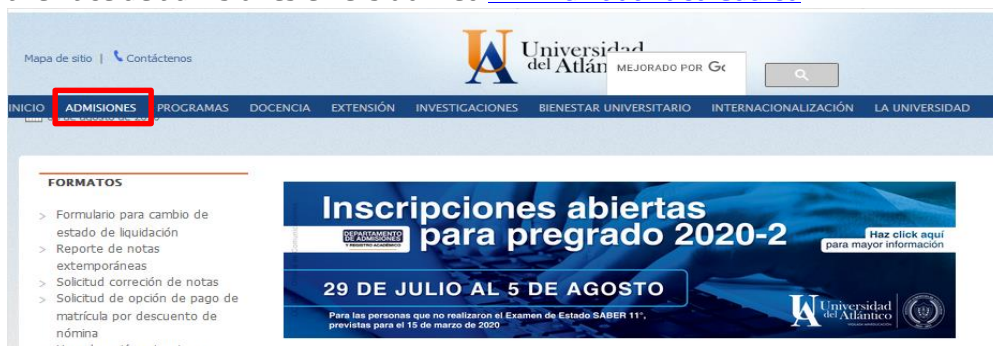 Mapa de sitio | Contáctenos
Universidad
del Atlán
MEJORADO POR
INICIO ADMISIONES PROGRAMAS DOCENCIA EXTENSIÓN INVESTIGACIONES BIENESTAR UNIVERSITARIO INTERNACIONALIZACIÓN LA UNIVERSIDAD
FORMATOS
> Formulario para cambio de
estado de liquidación
> Reporte de notas
extemporáneas
> Solicitud correción de notas
> Solicitud de opción de pago de
matrícula por descuento de
nómina
Inscripciones abiertas
DEPARTAMENTO
DE ADMISIONES
Y REGISTRO ACADÉMICO
para pregrado 2020-2
Haz click aquí
para mayor información
29 DE JULIO AL 5 DE AGOSTO
Para las personas que no realizaron el Examen de Estado SABER 11°,
previstas para el 15 de marzo de 2020
Universidad
del Atlántico